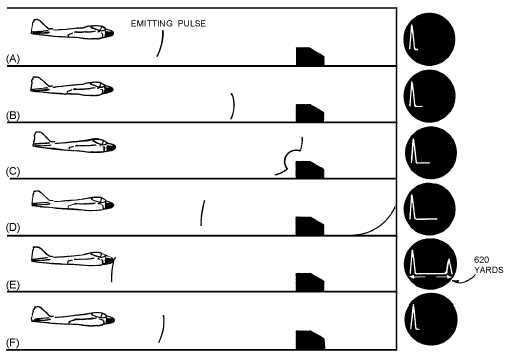 EMITTING PULSE
(A)
(B)
(C)
(D)
(E)
620
YARDS
(F)